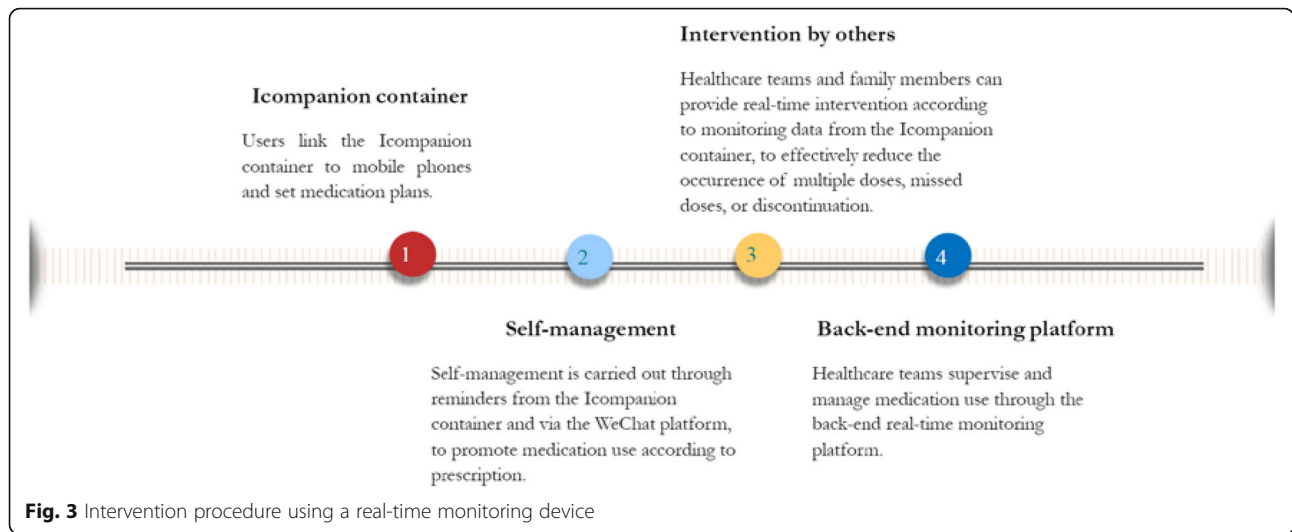 Icompanion container
Users link the Icompanion
container to mobile phones
and set medication plans.
Intervention by others
Healthcare teams and family members can
provide real-time intervention according
to monitoring data from the Icompanion
container, to effectively reduce the
occurrence of multiple doses, missed
doses, or discontinuation.
1
2
3
4
Self-management
Self-management is carried out through
reminders from the Icompanion
container and via the WeChat platform,
to promote medication use according to
prescription.
Back-end monitoring platform
Healthcare teams supervise and
manage medication use through the
back-end real-time monitoring
platform.
Fig. 3 Intervention procedure using a real-time monitoring device